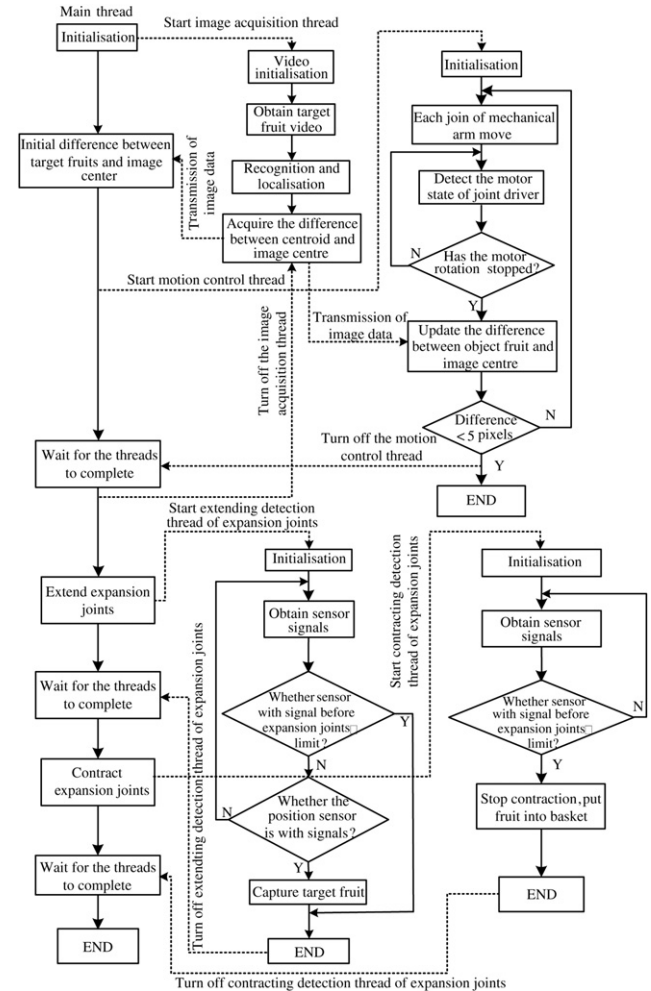 Main thread
Initialisation
Start image acquisition thread
Video
initialisation
Obtain target
fruit video
Recognition and
localisation
Acquire the difference
between centroid and
image centre
Initial difference between
target fruits and image
center
Transmission of
image data
Start motion control thread
Initialisation
Each join of mechanical
arm move
Detect the motor
state of joint driver
N
Has the motor
rotation stopped?
Y
Transmission of
image data
Update the difference
between object fruit and
image centre
Turn off the image
acquisition thread
Difference
< 5 pixels
N
Y
END
Turn off the motion
control thread
Wait for the threads
to complete
Start extending detection
thread of expansion joints
Extend expansion
joints
Wait for the threads
to complete
Contract
expansion joints
Wait for the threads
to complete
END
Initialisation
Obtain sensor
signals
Whether sensor
with signal before
expansion joints
limit?
Y
N
Whether the
position sensor
is with signals?
N
Y
Capture target fruit
END
Turn off extendting detection thread of expansion joints
Start contracting detection
thread of expansion joints
Initialisation
Obtain sensor
signals
Whether sensor
with signal before
expansion joints
limit?
N
Y
Stop contraction, put
fruit into basket
END
Turn off contracting detection thread of expansion joints